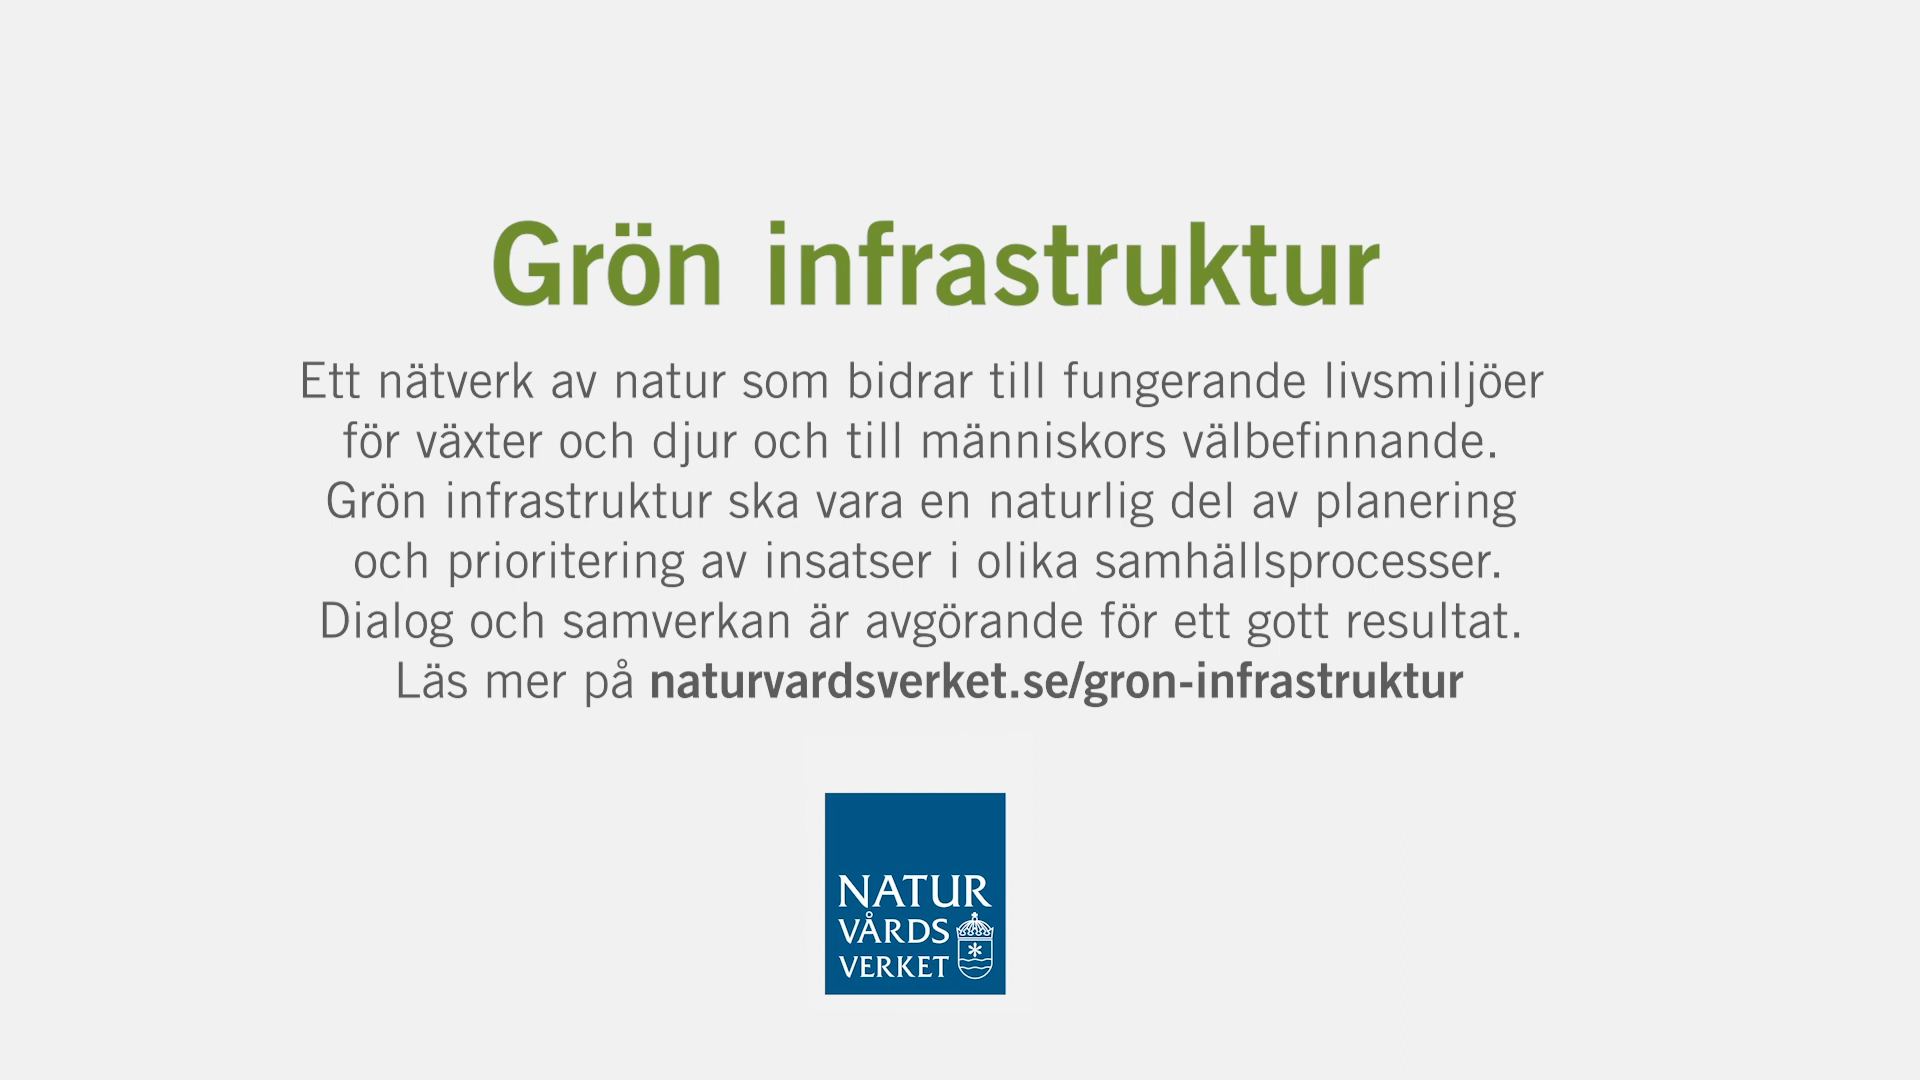 Grön infrastruktur
Ett nätverk av natur som bidrar till fungerande livsmiljöer
för växter och djur och till människors välbefinnande.
Grön infrastruktur ska vara en naturlig del av planering
och prioritering av insatser i olika samhällsprocesser.
Dialog och samverkan är avgörande för ett gott resultat.
Läs mer på naturvardsverket.se/gron-infrastruktur
NATUR
VÅRDS
VERKET